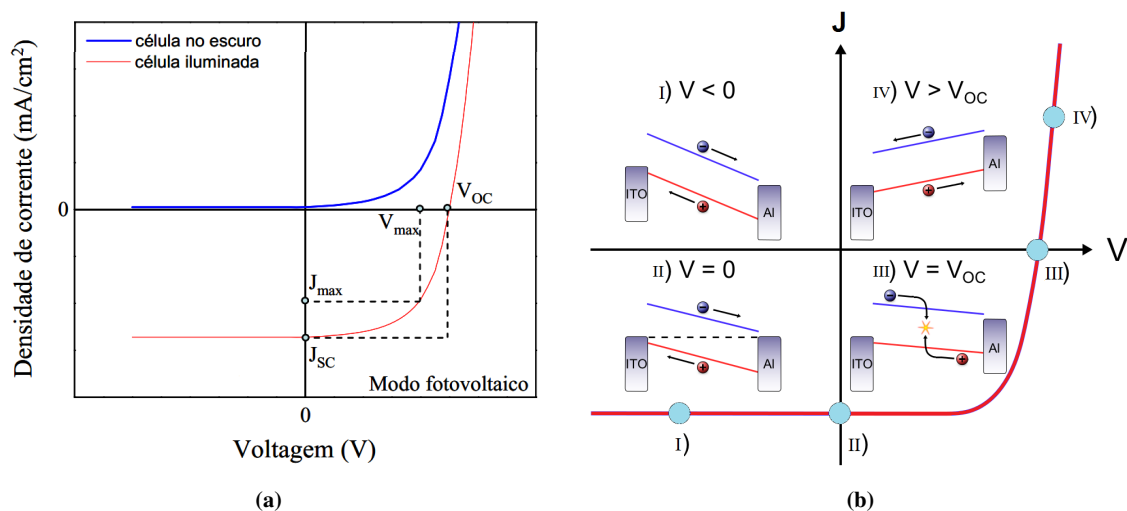 célula no escuro
célula iluminada
Densidade de corrente (mA/cm²)
0
V_OC
V_max
J_max
J_SC
Modo fotovoltaico
0
Voltagem (V)
(a)
J
I) V < 0
ITO
Al
IV) V > V_OC
ITO
Al
IV)
V
II) V = 0
ITO
Al
III) V = V_OC
ITO
Al
III)
I)
II)
(b)